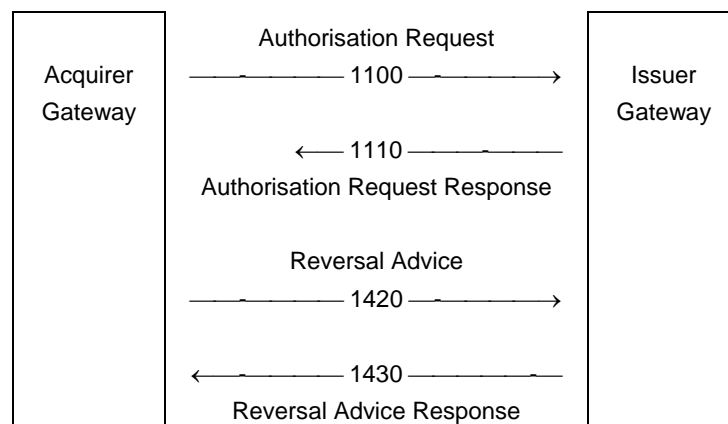 Authorisation Request
Acquirer
Gateway
1100
Issuer
Gateway
1110
Authorisation Request Response
Reversal Advice
1420
1430
Reversal Advice Response